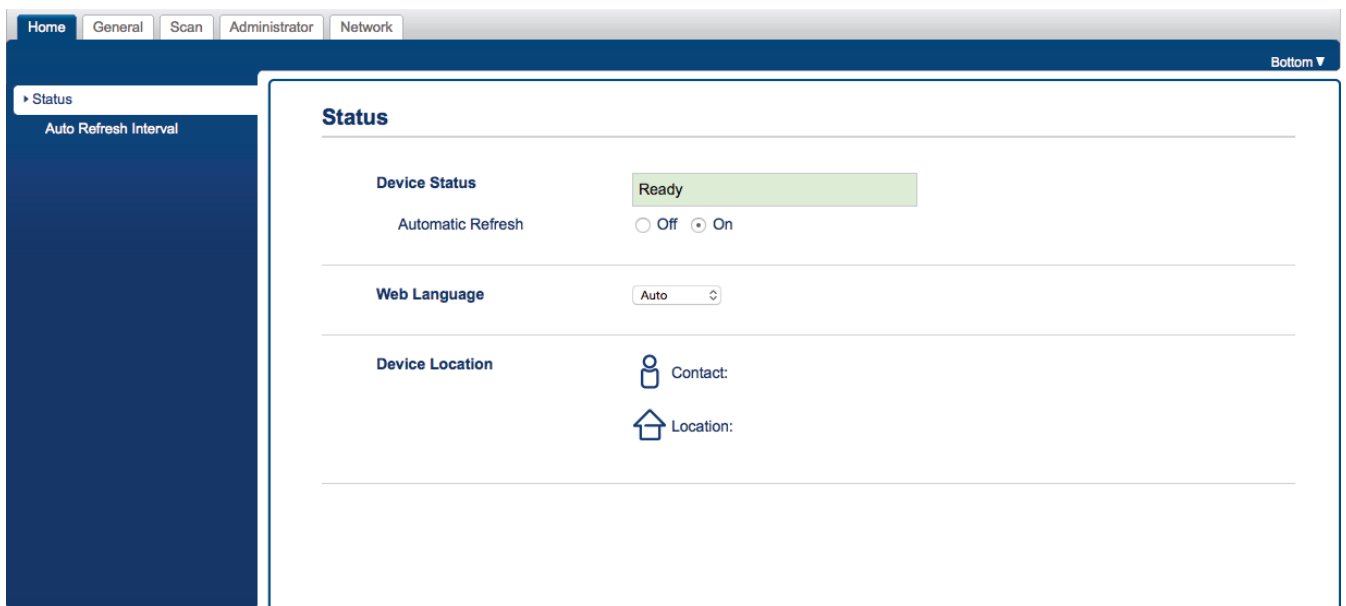 Home General Scan Administrator Network
Bottom ▼
Status
Auto Refresh Interval
Status
Device Status Ready
Automatic Refresh Off On
Web Language Auto
Device Location Contact:
Location: